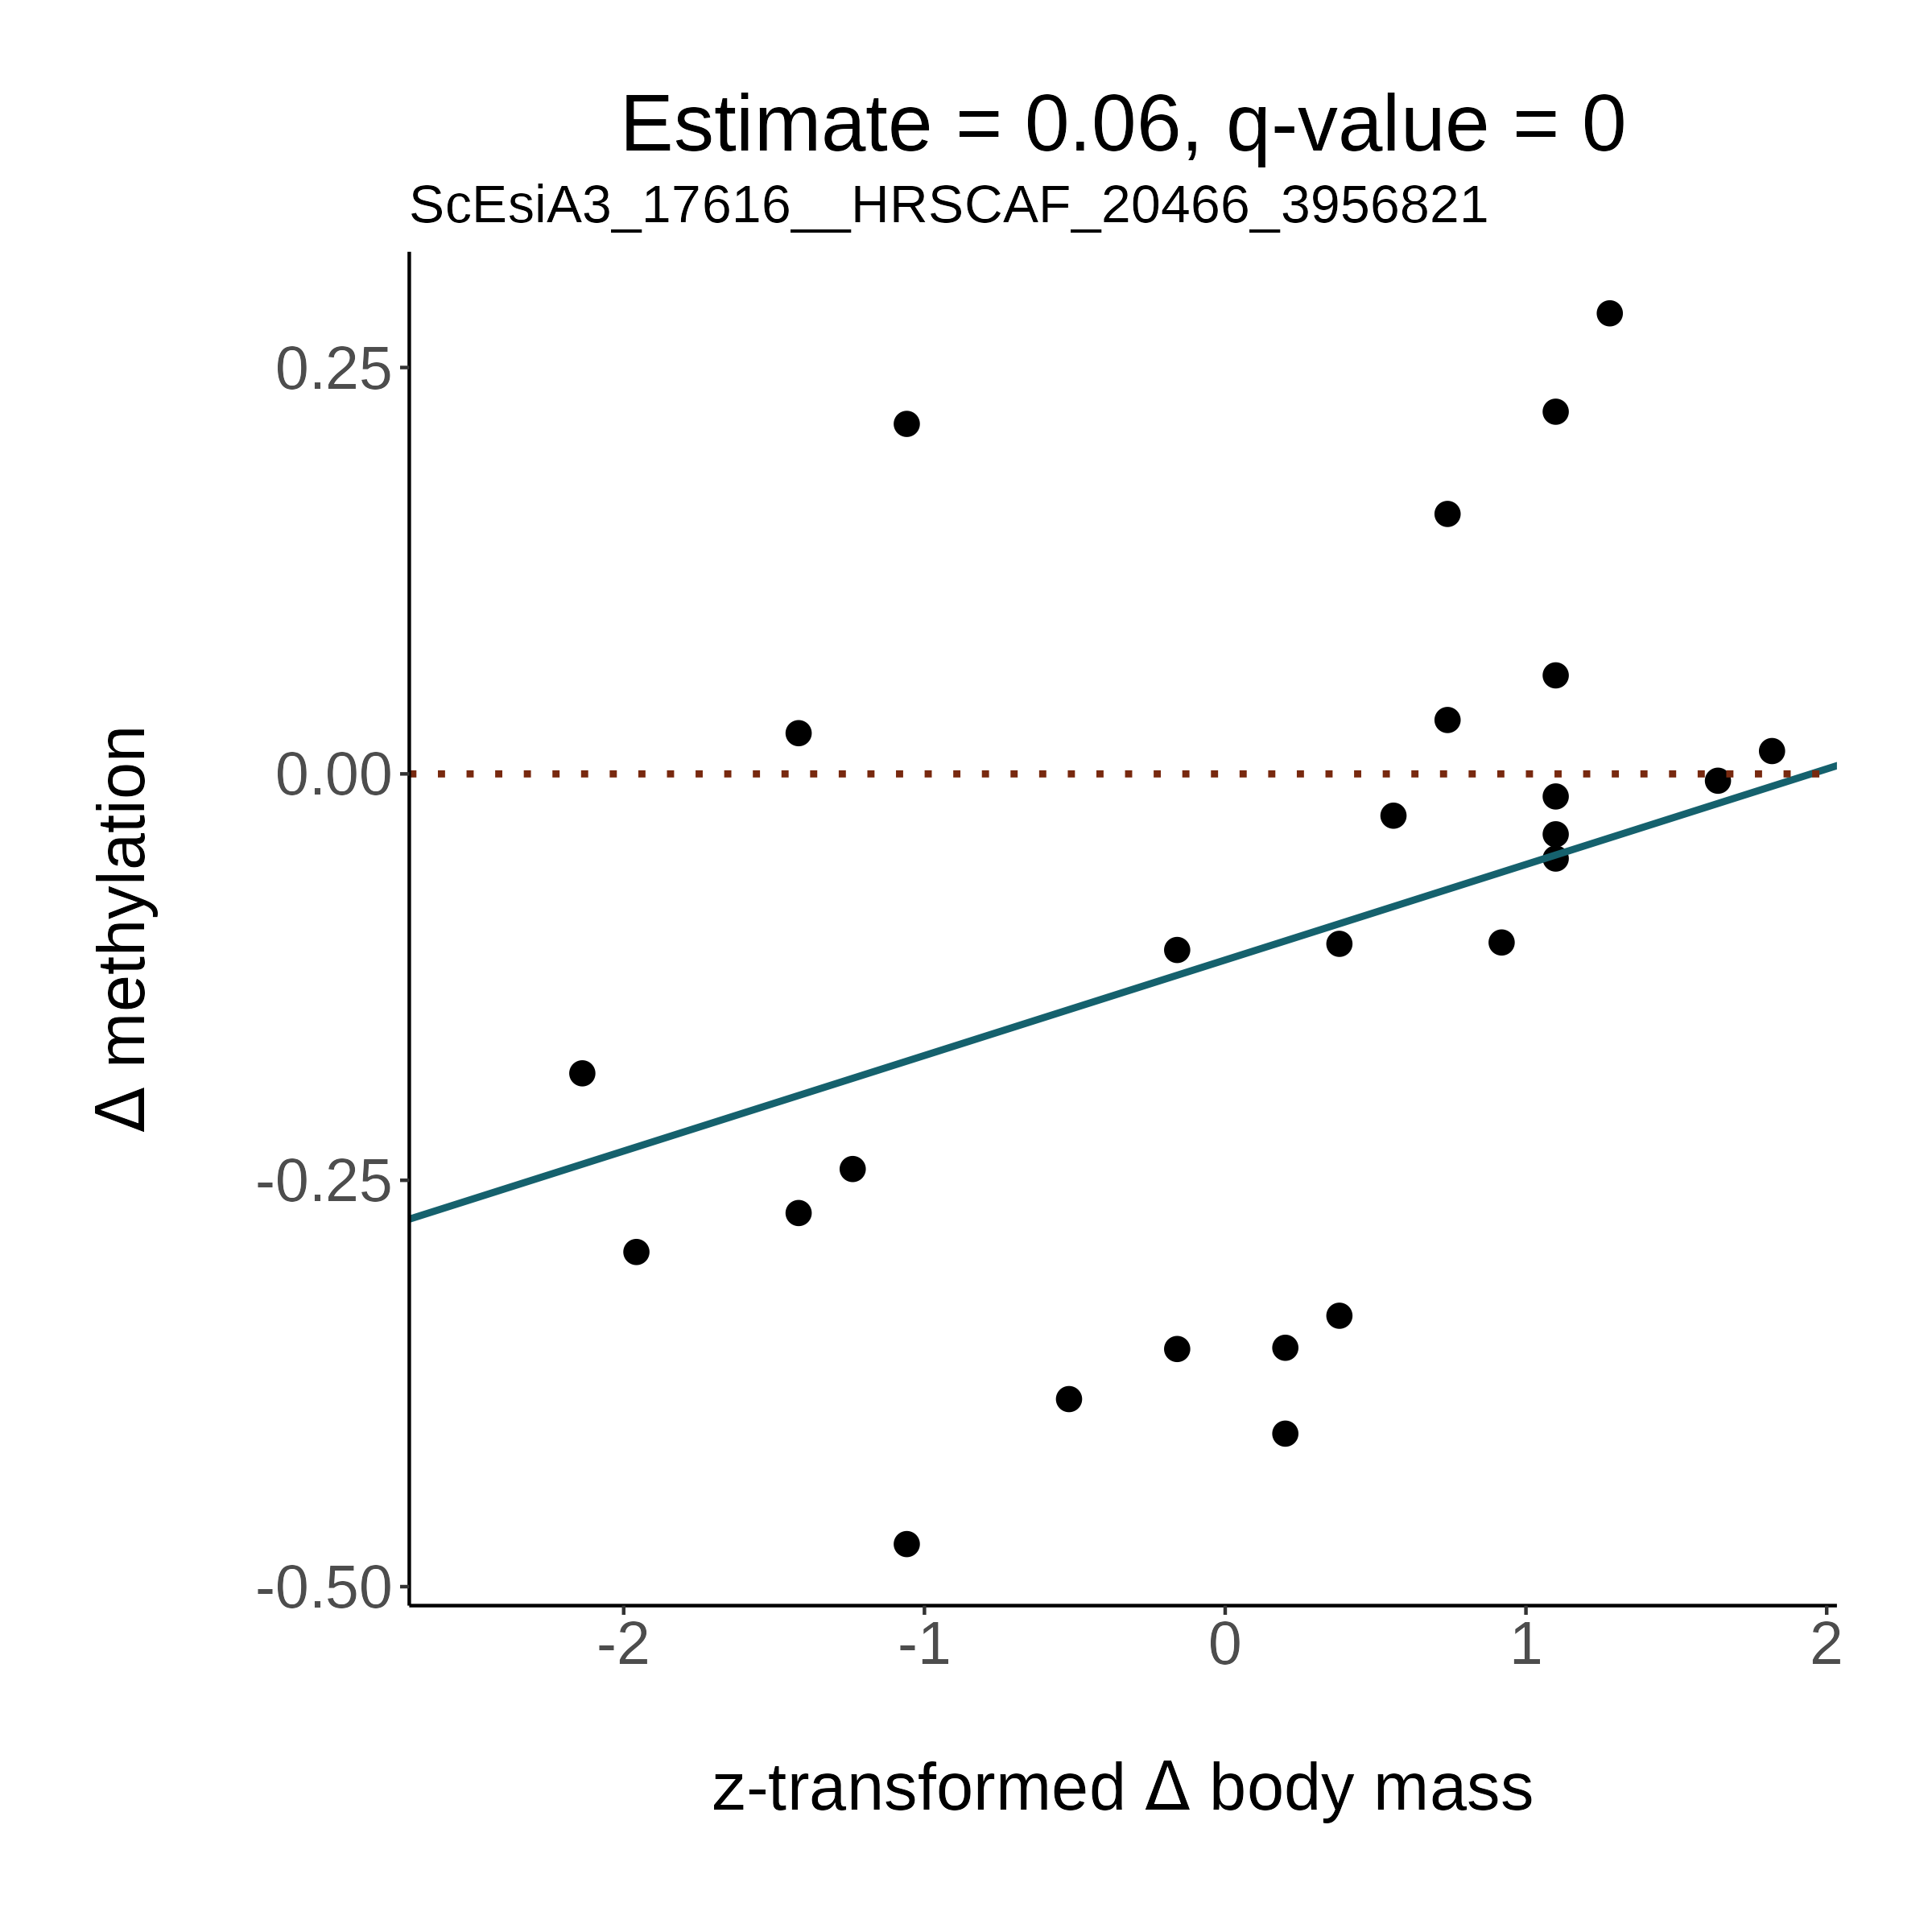 Estimate = 0.06, q-value = 0
ScEsiA3_17616__HRSCAF_20466_3956821
0.25
0.00
-0.25
-0.50
Δ methylation
-2 -1 0 1 2
z-transformed Δ body mass